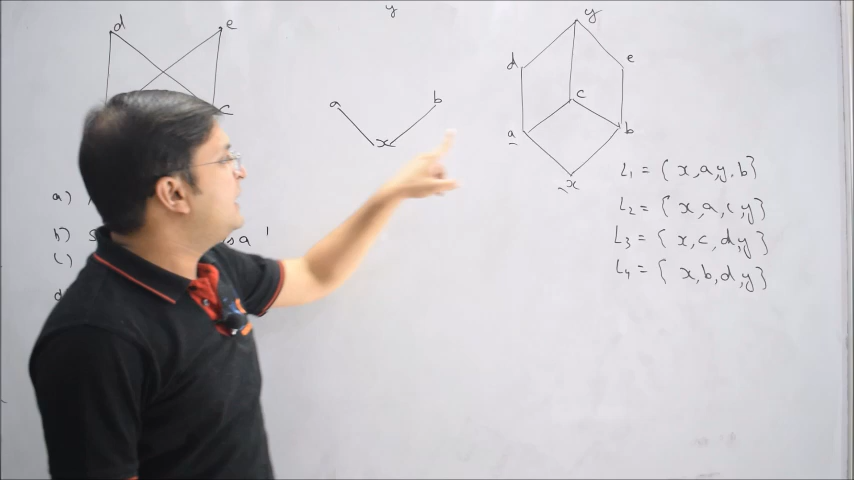 y
d e
y
d e
c
c
a b
a b
x
x
L₁ = { x, a, y, b }
L₂ = { x, a, c, y }
L₃ = { x, c, d, y }
L₄ = { x, b, d, y }
a)
b) S
(c)
d